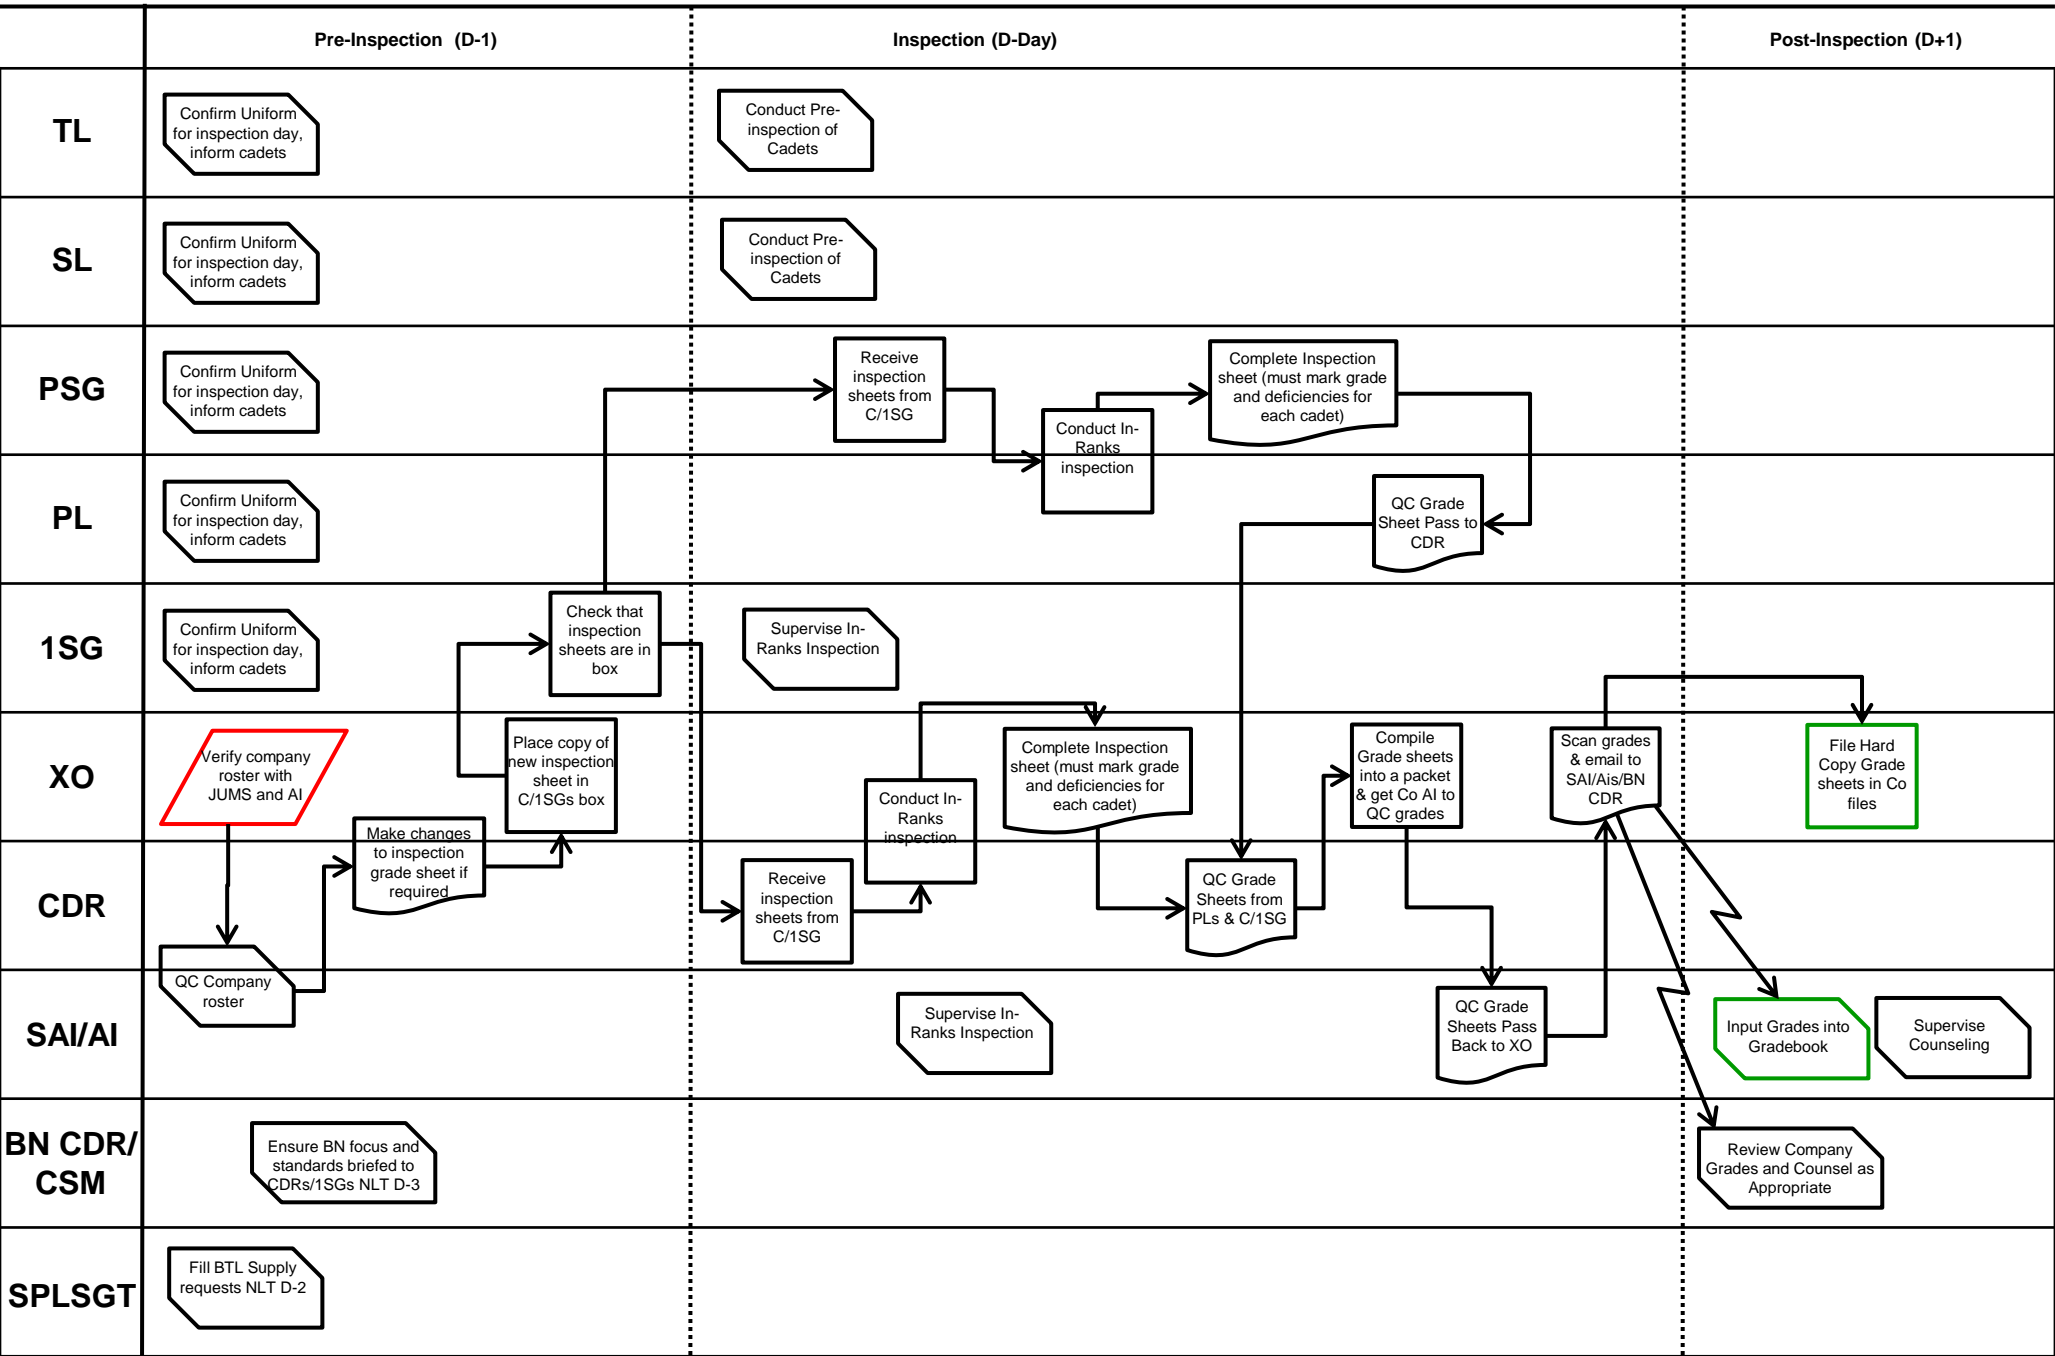 Pre-Inspection (D-1)
Inspection (D-Day)
Post-Inspection (D+1)
TL
Confirm Uniform
for inspection day,
inform cadets
Conduct Pre-
inspection of
Cadets
SL
Confirm Uniform
for inspection day,
inform cadets
Conduct Pre-
inspection of
Cadets
PSG
Confirm Uniform
for inspection day,
inform cadets
Receive
inspection
sheets from
C/1SG
Conduct In-
Ranks
inspection
Complete Inspection
sheet (must mark grade
and deficiencies for
each cadet)
PL
Confirm Uniform
for inspection day,
inform cadets
QC Grade
Sheet Pass to
CDR
1SG
Confirm Uniform
for inspection day,
inform cadets
Check that
inspection
sheets are in
box
Supervise In-
Ranks Inspection
XO
Verify company
roster with
JUMS and AI
Place copy of
new inspection
sheet in
C/1SGs box
Conduct In-
Ranks
inspection
Complete Inspection
sheet (must mark grade
and deficiencies for
each cadet)
Compile
Grade sheets
into a packet
& get Co AI to
QC grades
Scan grades
& email to
SAI/Ais/BN
CDR
File Hard
Copy Grade
sheets in Co
files
CDR
Make changes
to inspection
grade sheet if
required
Receive
inspection
sheets from
C/1SG
QC Grade
Sheets from
PLs & C/1SG
SAI/AI
QC Company
roster
Supervise In-
Ranks Inspection
QC Grade
Sheets Pass
Back to XO
Input Grades into
Gradebook
Supervise
Counseling
BN CDR/
CSM
Ensure BN focus and
standards briefed to
CDRs/1SGs NLT D-3
Review Company
Grades and Counsel as
Appropriate
SPLSGT
Fill BTL Supply
requests NLT D-2